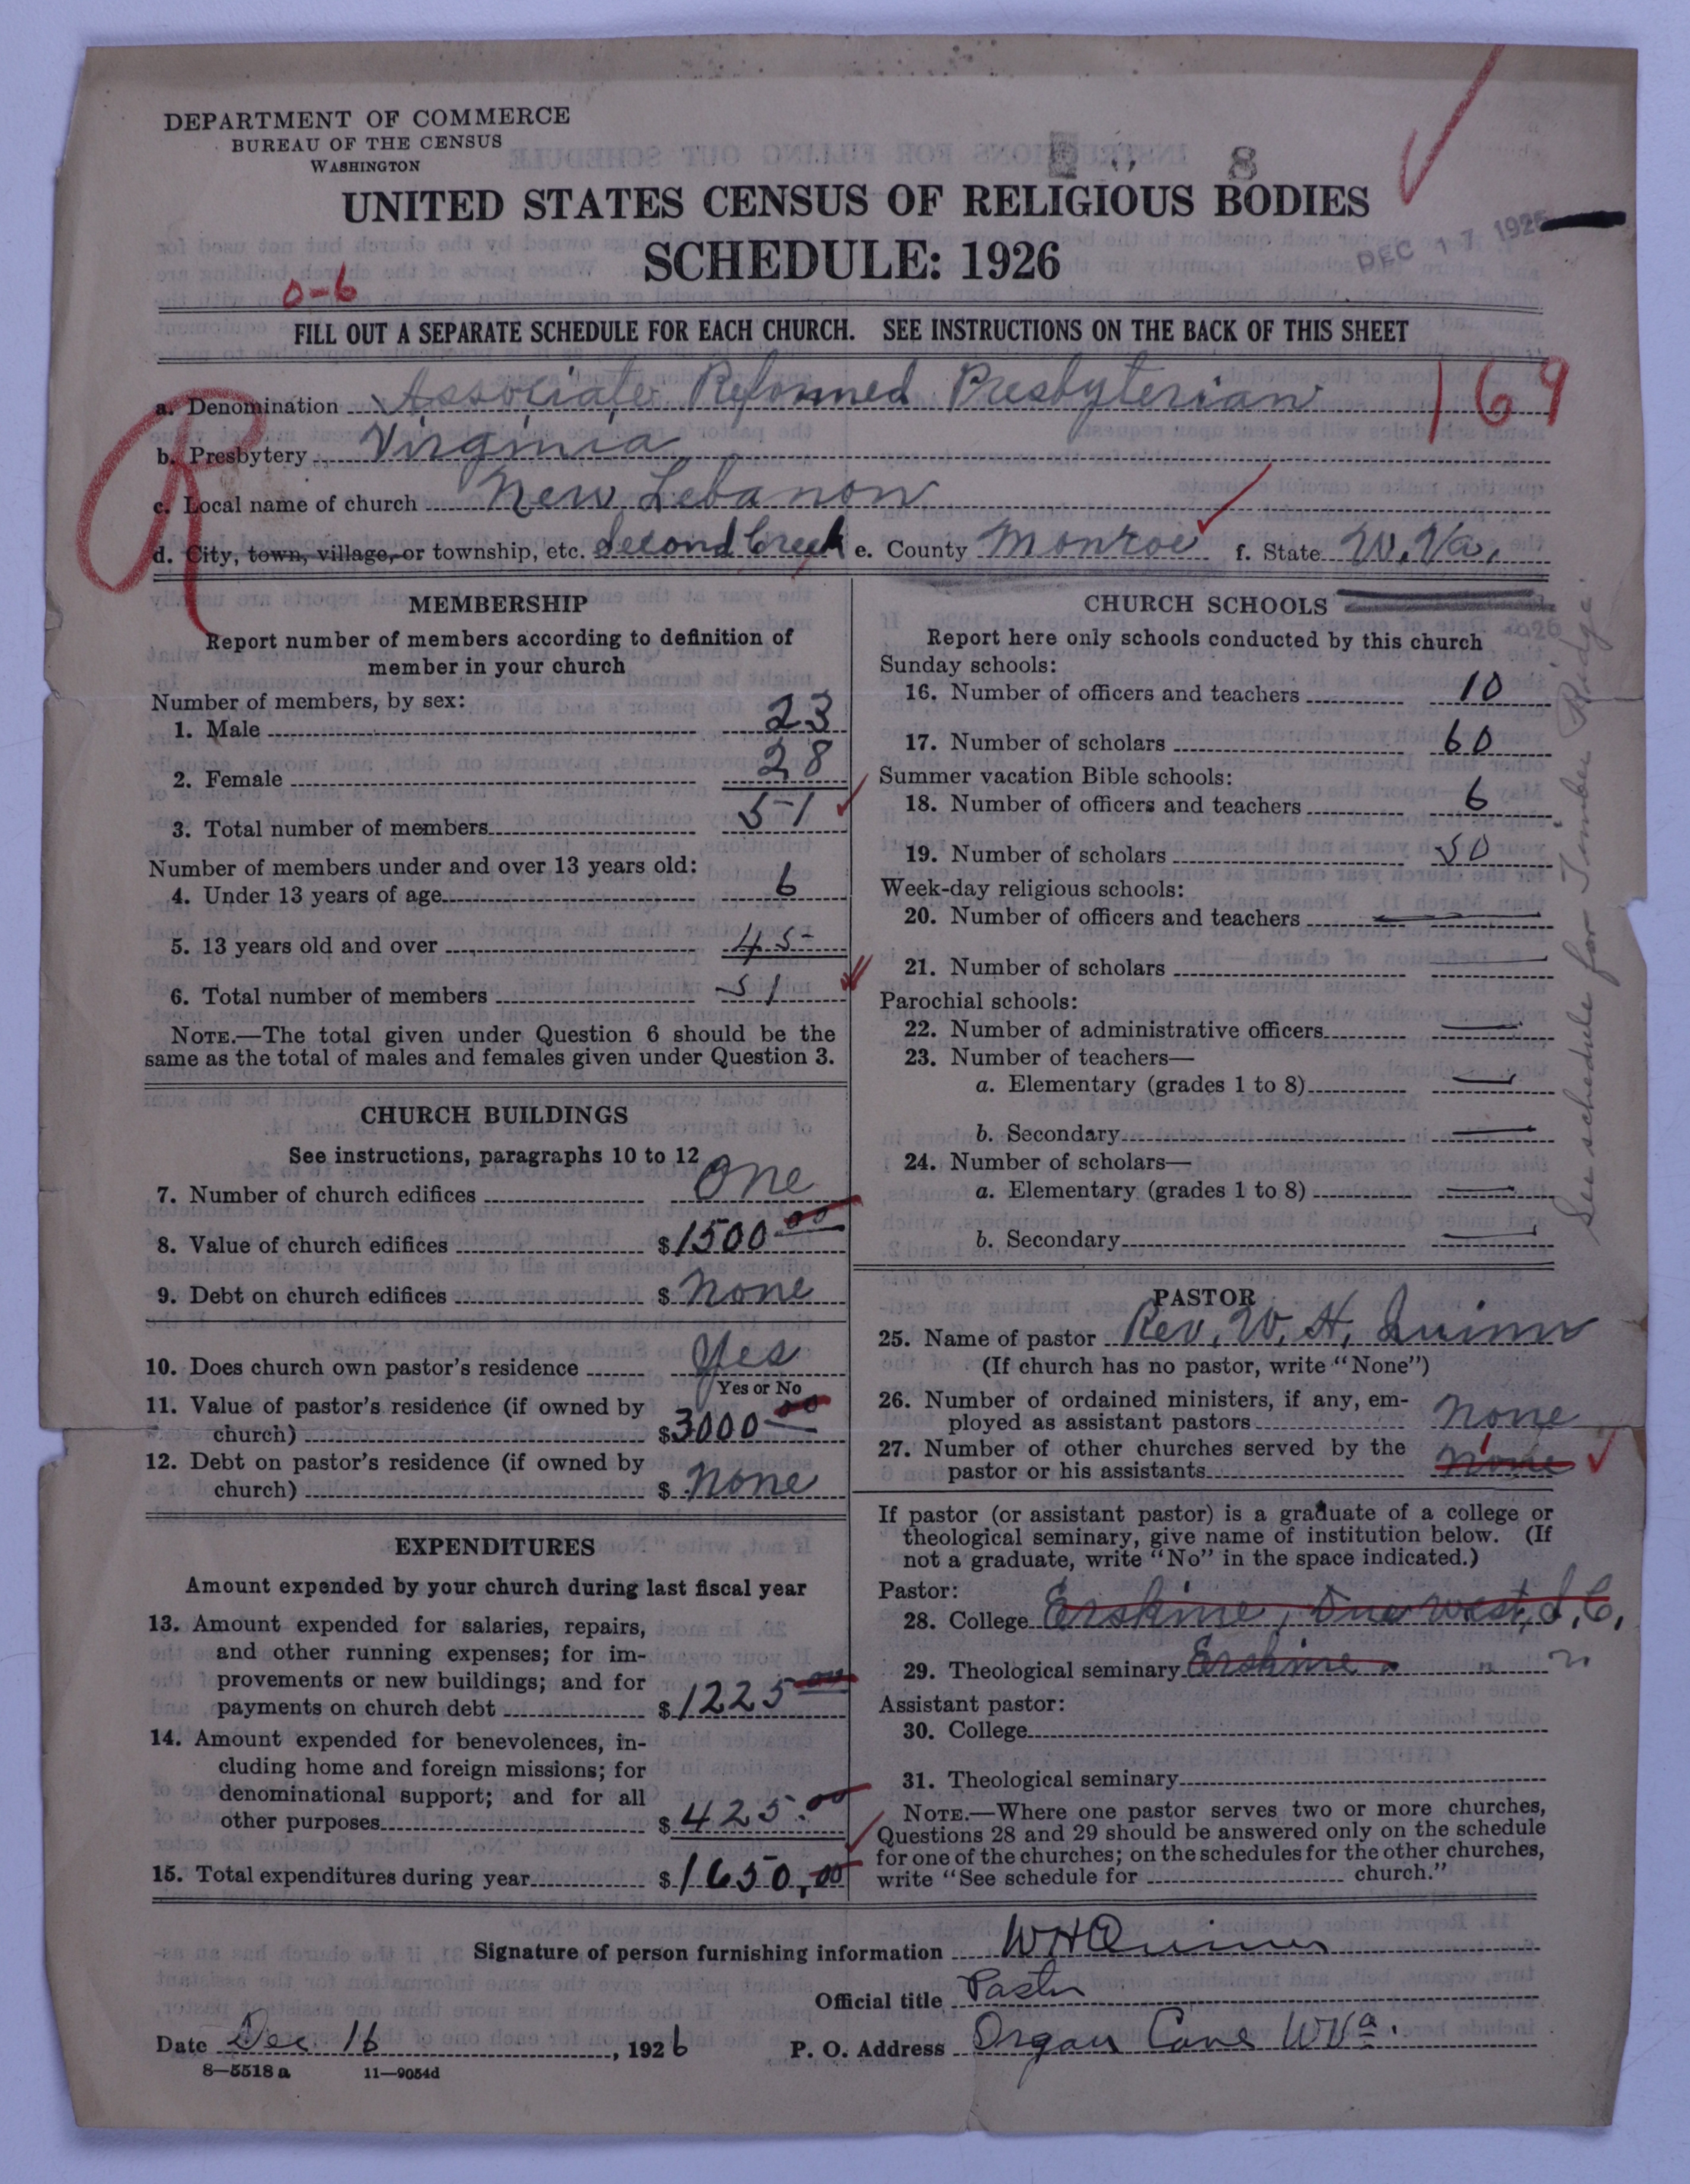 DEPARTMENT OF COMMERCE
BUREAU OF THE CENSUS
WASHINGTON
8
UNITED STATES CENSUS OF RELIGIOUS BODIES
SCHEDULE: 1926
DEC 17 1926
0-6
FILL OUT A SEPARATE SCHEDULE FOR EACH CHURCH. SEE INSTRUCTIONS ON THE BACK OF THIS SHEET
R
169
a. Denomination Associate Reformed Presbyterian
b. Presbytery Virginia
c. Local name of church New Lebanon
d. City, town, village, or township, etc. Second Creek e. County Monroe f. State W. Va.
MEMBERSHIP
Report number of members according to definition of
member in your church
Number of members, by sex:
1. Male 23
2. Female 28
3. Total number of members 51
Number of members under and over 13 years old:
4. Under 13 years of age 6
5. 13 years old and over 45
6. Total number of members 51
NOTE.—The total given under Question 6 should be the
same as the total of males and females given under Question 3.
CHURCH BUILDINGS
See instructions, paragraphs 10 to 12
7. Number of church edifices One
8. Value of church edifices $1500 00
9. Debt on church edifices $ None
10. Does church own pastor's residence Yes
Yes or No
11. Value of pastor's residence (if owned by
church) $3000 00
12. Debt on pastor's residence (if owned by
church) $ None
EXPENDITURES
Amount expended by your church during last fiscal year
13. Amount expended for salaries, repairs,
and other running expenses; for im-
provements or new buildings; and for
payments on church debt $1225 00
14. Amount expended for benevolences, in-
cluding home and foreign missions; for
denominational support; and for all
other purposes $425.00
15. Total expenditures during year $1650.00
CHURCH SCHOOLS
Report here only schools conducted by this church
Sunday schools:
16. Number of officers and teachers 10
17. Number of scholars 60
Summer vacation Bible schools:
18. Number of officers and teachers 6
19. Number of scholars 50
Week-day religious schools:
20. Number of officers and teachers
21. Number of scholars
Parochial schools:
22. Number of administrative officers
23. Number of teachers—
a. Elementary (grades 1 to 8)
b. Secondary
24. Number of scholars—
a. Elementary (grades 1 to 8)
b. Secondary
See schedule for Timber Ridge.
PASTOR
25. Name of pastor Rev. W. H. Quinn
(If church has no pastor, write "None")
26. Number of ordained ministers, if any, em-
ployed as assistant pastors None
27. Number of other churches served by the
pastor or his assistants None 1
If pastor (or assistant pastor) is a graduate of a college or
theological seminary, give name of institution below. (If
not a graduate, write "No" in the space indicated.)
Pastor:
28. College Erskine, Due West, S. C.
29. Theological seminary Erskine " " "
Assistant pastor:
30. College
31. Theological seminary
NOTE.—Where one pastor serves two or more churches,
Questions 28 and 29 should be answered only on the schedule
for one of the churches; on the schedules for the other churches,
write "See schedule for church."
Signature of person furnishing information WHQuinn
Official title Pastor
Date Dec. 16, 1926 P. O. Address Organ Cave WVa.
8—5518 a 11—9054d